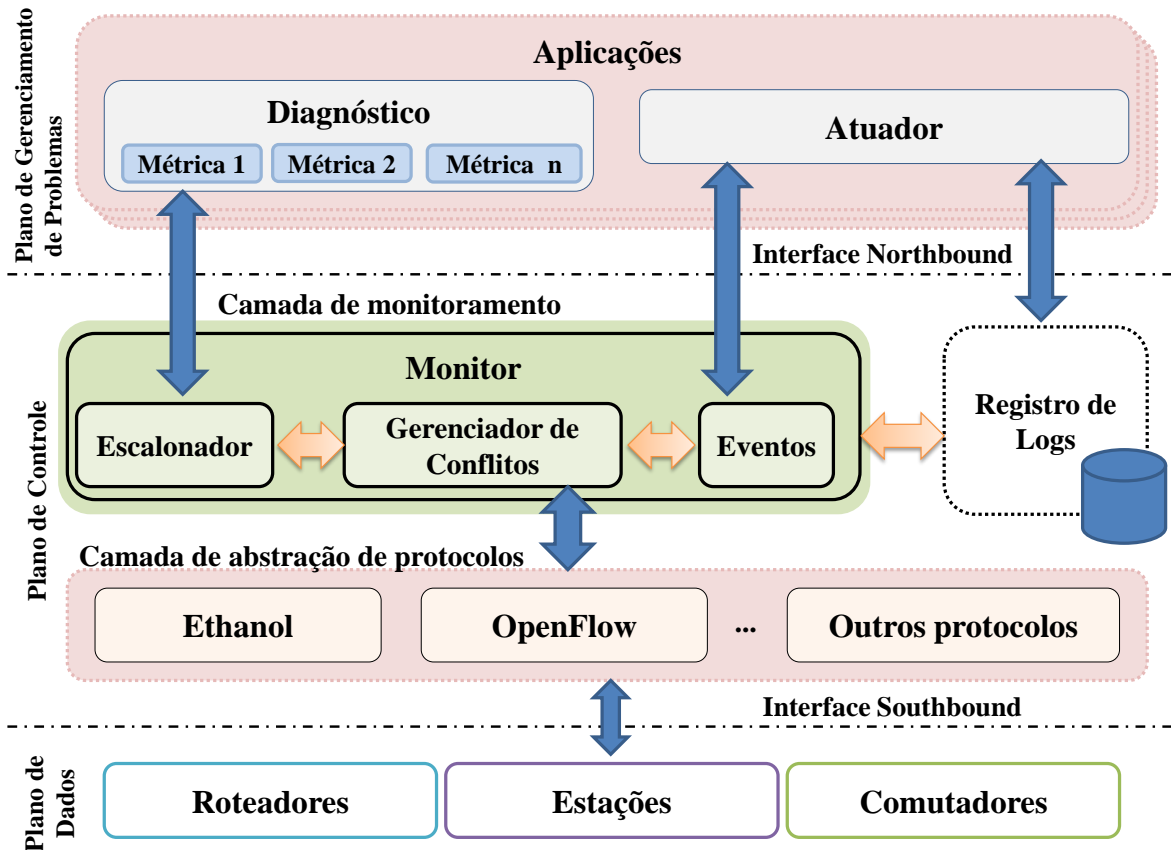 Plano de Gerenciamento
de Problemas
Aplicações
Diagnóstico
Métrica 1
Métrica 2
Métrica n
Atuador
Interface Northbound
Plano de Controle
Camada de monitoramento
Monitor
Escalonador
Gerenciador de
Conflitos
Eventos
Registro de
Logs
Camada de abstração de protocolos
Ethanol
OpenFlow
...
Outros protocolos
Interface Southbound
Plano de
Dados
Roteadores
Estações
Comutadores